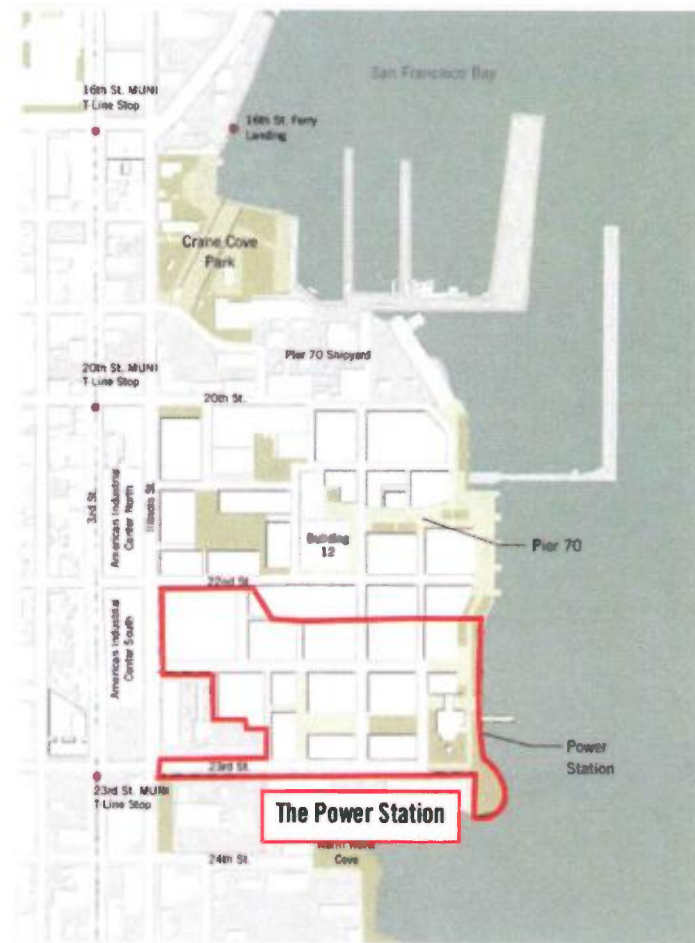 San Francisco Bay
16th St. MUNI
T-Line Stop
16th St. Ferry
Landing
Crane Cove
Park
Pier 70 Shipyard
20th St. MUNI
T-Line Stop
20th St.
3rd St.
American Industrial
Center North
Illinois St.
Building
12
Pier 70
22nd St.
American Industrial
Center South
Power
Station
23rd St.
23rd St. MUNI
T-Line Stop
The Power Station
24th St.
Cove